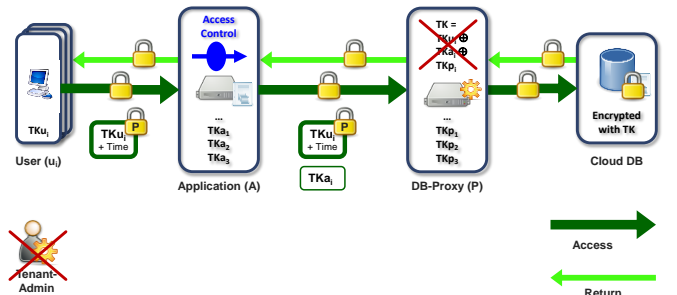 TKuᵢ
User (uᵢ)
P
TKuᵢ
+ Time
Access
Control
...
TKa₁
TKa₂
TKa₃
Application (A)
P
TKuᵢ
+ Time
TKaᵢ
TK =
TKuᵢ ⊕
TKaᵢ ⊕
TKpᵢ
...
TKp₁
TKp₂
TKp₃
DB-Proxy (P)
Encrypted
with TK
Cloud DB
Tenant-
Admin
Access
Return